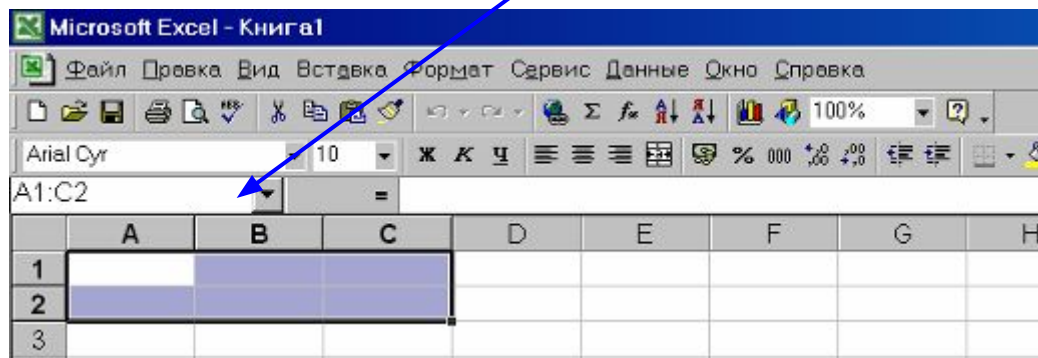 Microsoft Excel - Книга1
Файл Правка Вид Вставка Формат Сервис Данные Окно Справка
100%
Arial Cyr 10 Ж К Ч % 000
A1:C2 =
A B C D E F G H
1
2
3